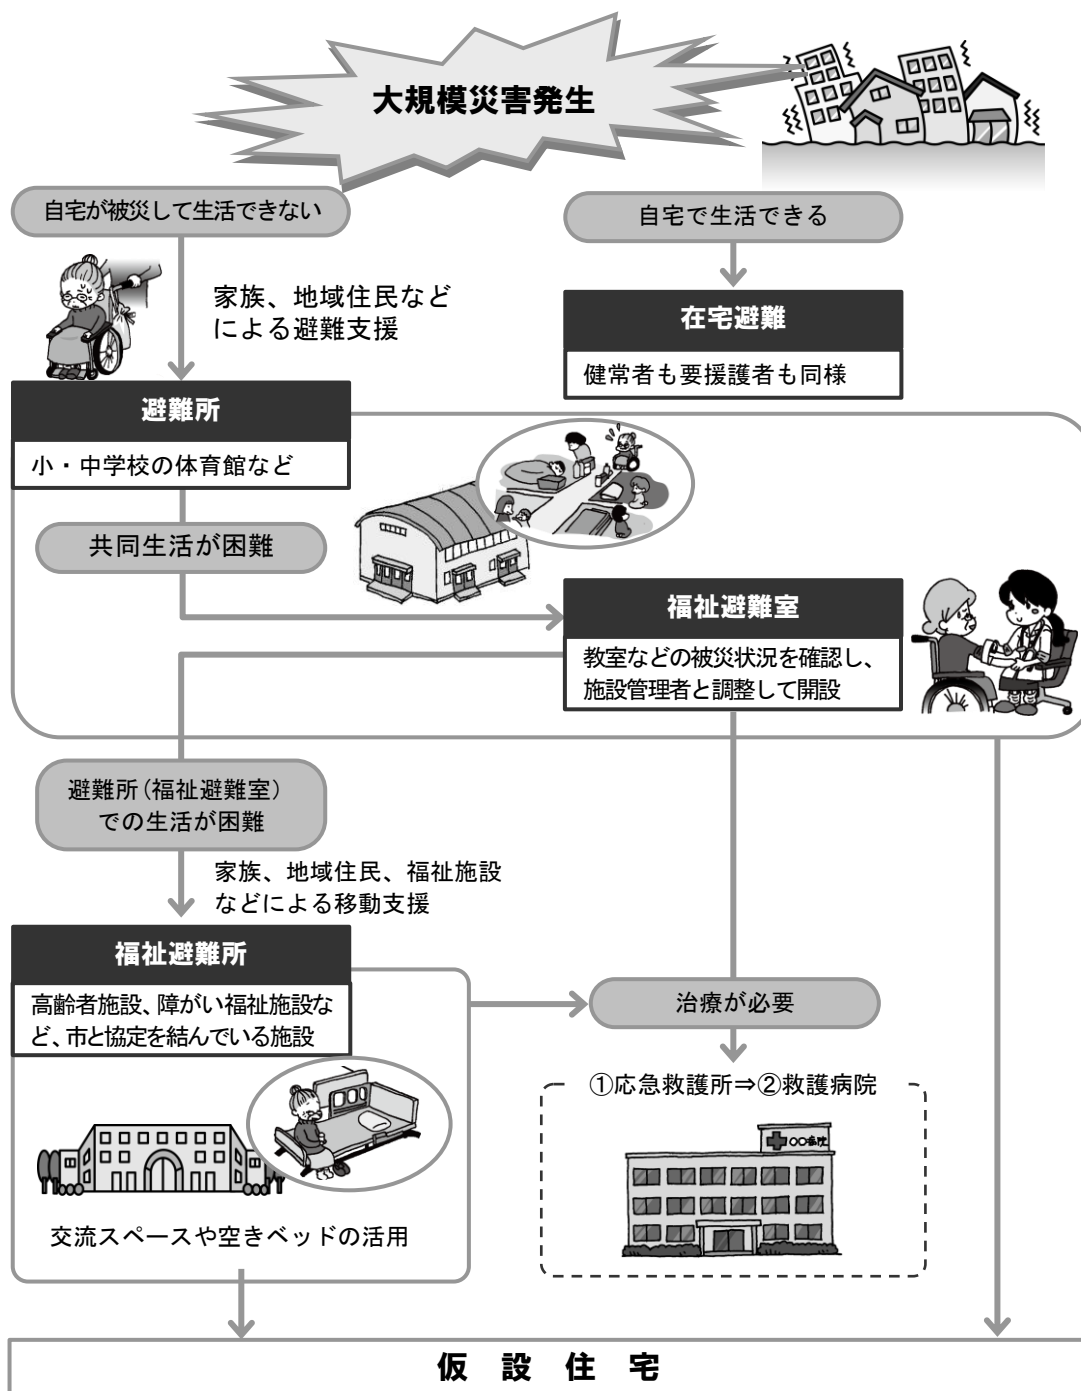 大規模災害発生
自宅が被災して生活できない
自宅で生活できる
家族、地域住民など
による避難支援
在宅避難
健常者も要援護者も同様
避難所
小・中学校の体育館など
共同生活が困難
福祉避難室
教室などの被災状況を確認し、
施設管理者と調整して開設
避難所(福祉避難室)
での生活が困難
家族、地域住民、福祉施設
などによる移動支援
福祉避難所
高齢者施設、障がい福祉施設な
ど、市と協定を結んでいる施設
治療が必要
①応急救護所⇒②救護病院
〇〇病院
交流スペースや空きベッドの活用
仮設住宅